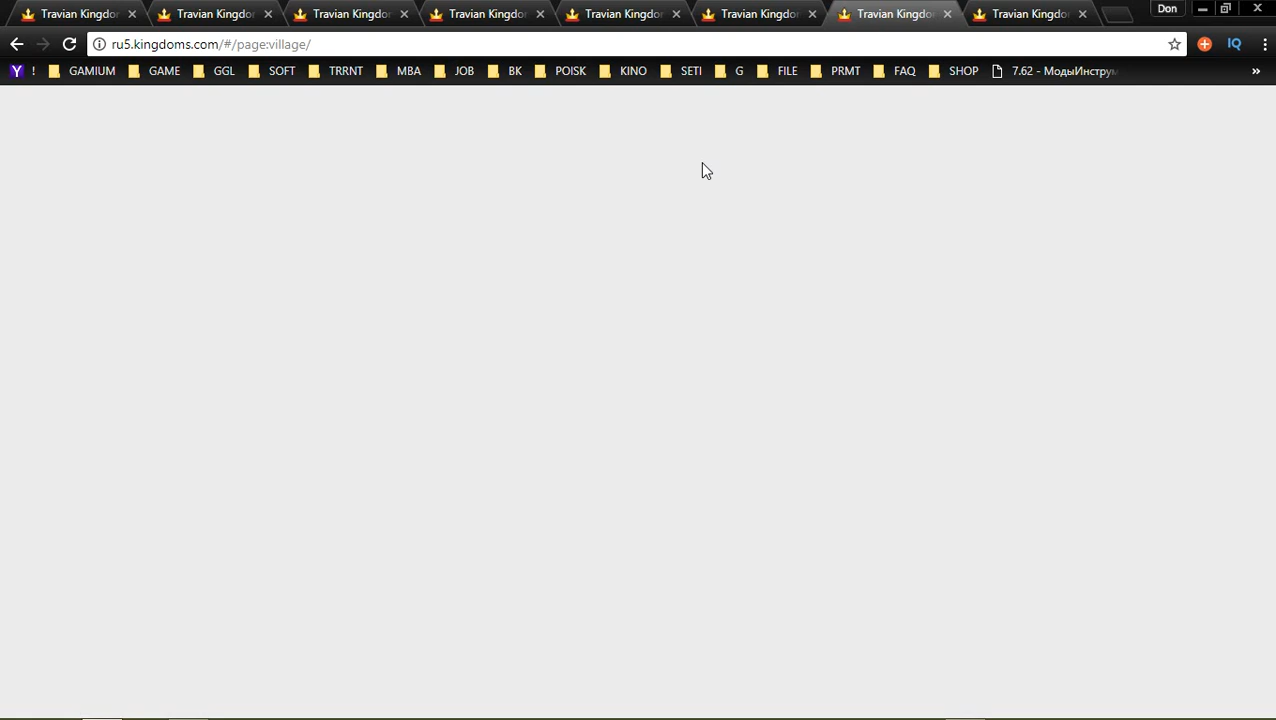 Travian Kingdo Travian Kingdo Travian Kingdo Travian Kingdo Travian Kingdo Travian Kingdo Travian Kingdo Travian Kingdo Don
ru5.kingdoms.com/#/page:village/ IQ
Y ! GAMIUM GAME GGL SOFT TRRNT MBA JOB BK POISK KINO SETI G FILE PRMT FAQ SHOP 7.62 - МодыИнструм »